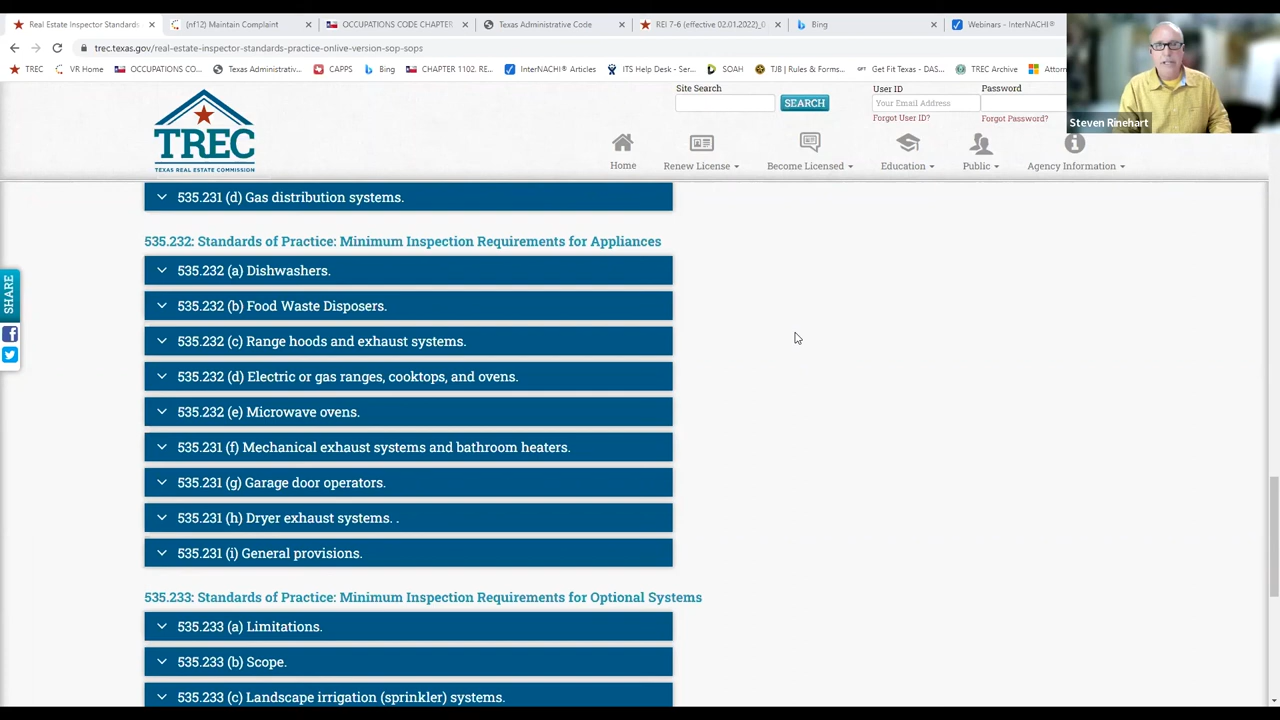 Real Estate Inspector Standards
(nf12) Maintain Complaint
OCCUPATIONS CODE CHAPTER
Texas Administrative Code
REI 7-6 (effective 02.01.2022)_0
Bing
Webinars - InterNACHI®
trec.texas.gov/real-estate-inspector-standards-practice-onlive-version-sop-sops
TREC
VR Home
OCCUPATIONS CO...
Texas Administrativ...
CAPPS
Bing
CHAPTER 1102. RE...
InterNACHI® Articles
ITS Help Desk - Ser...
SOAH
TJB | Rules & Forms...
Get Fit Texas - DAS...
TREC Archive
Attorn
Steven Rinehart
TREC
TEXAS REAL ESTATE COMMISSION
Site Search
SEARCH
User ID
Your Email Address
Forgot User ID?
Password
Forgot Password?
Home
Renew License
Become Licensed
Education
Public
Agency Information
SHARE
535.231 (d) Gas distribution systems.
535.232: Standards of Practice: Minimum Inspection Requirements for Appliances
535.232 (a) Dishwashers.
535.232 (b) Food Waste Disposers.
535.232 (c) Range hoods and exhaust systems.
535.232 (d) Electric or gas ranges, cooktops, and ovens.
535.232 (e) Microwave ovens.
535.231 (f) Mechanical exhaust systems and bathroom heaters.
535.231 (g) Garage door operators.
535.231 (h) Dryer exhaust systems. .
535.231 (i) General provisions.
535.233: Standards of Practice: Minimum Inspection Requirements for Optional Systems
535.233 (a) Limitations.
535.233 (b) Scope.
535.233 (c) Landscape irrigation (sprinkler) systems.